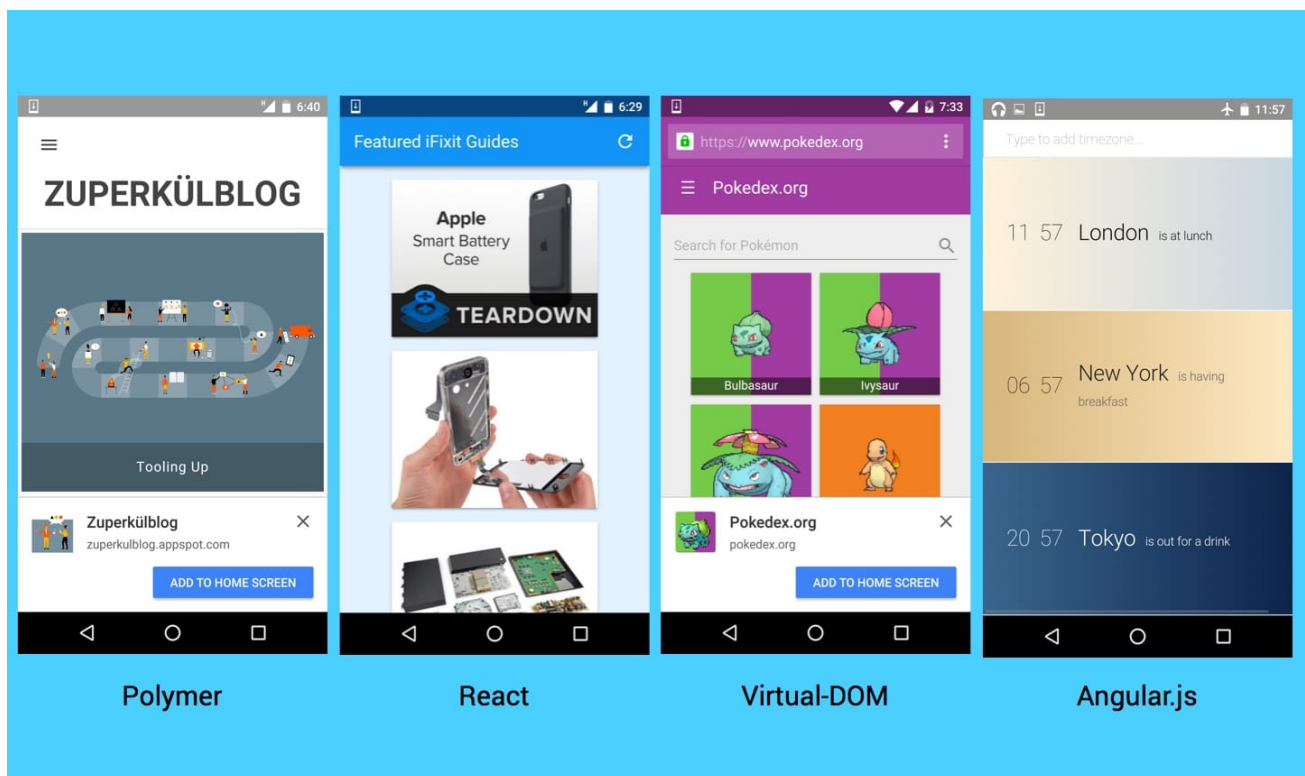 6:40
ZUPERKÜLBLOG
Tooling Up
Zuperkülblog
zuperkulblog.appspot.com
ADD TO HOME SCREEN
Polymer
H
6:29
Featured iFixit Guides
Apple
Smart Battery
Case
TEARDOWN
React
7:33
https://www.pokedex.org
Pokedex.org
Search for Pokémon
Bulbasaur
Ivysaur
Pokedex.org
pokedex.org
ADD TO HOME SCREEN
Virtual-DOM
11:57
Type to add timezone...
11 57 London is at lunch
06 57 New York is having
breakfast
20 57 Tokyo is out for a drink
Angular.js